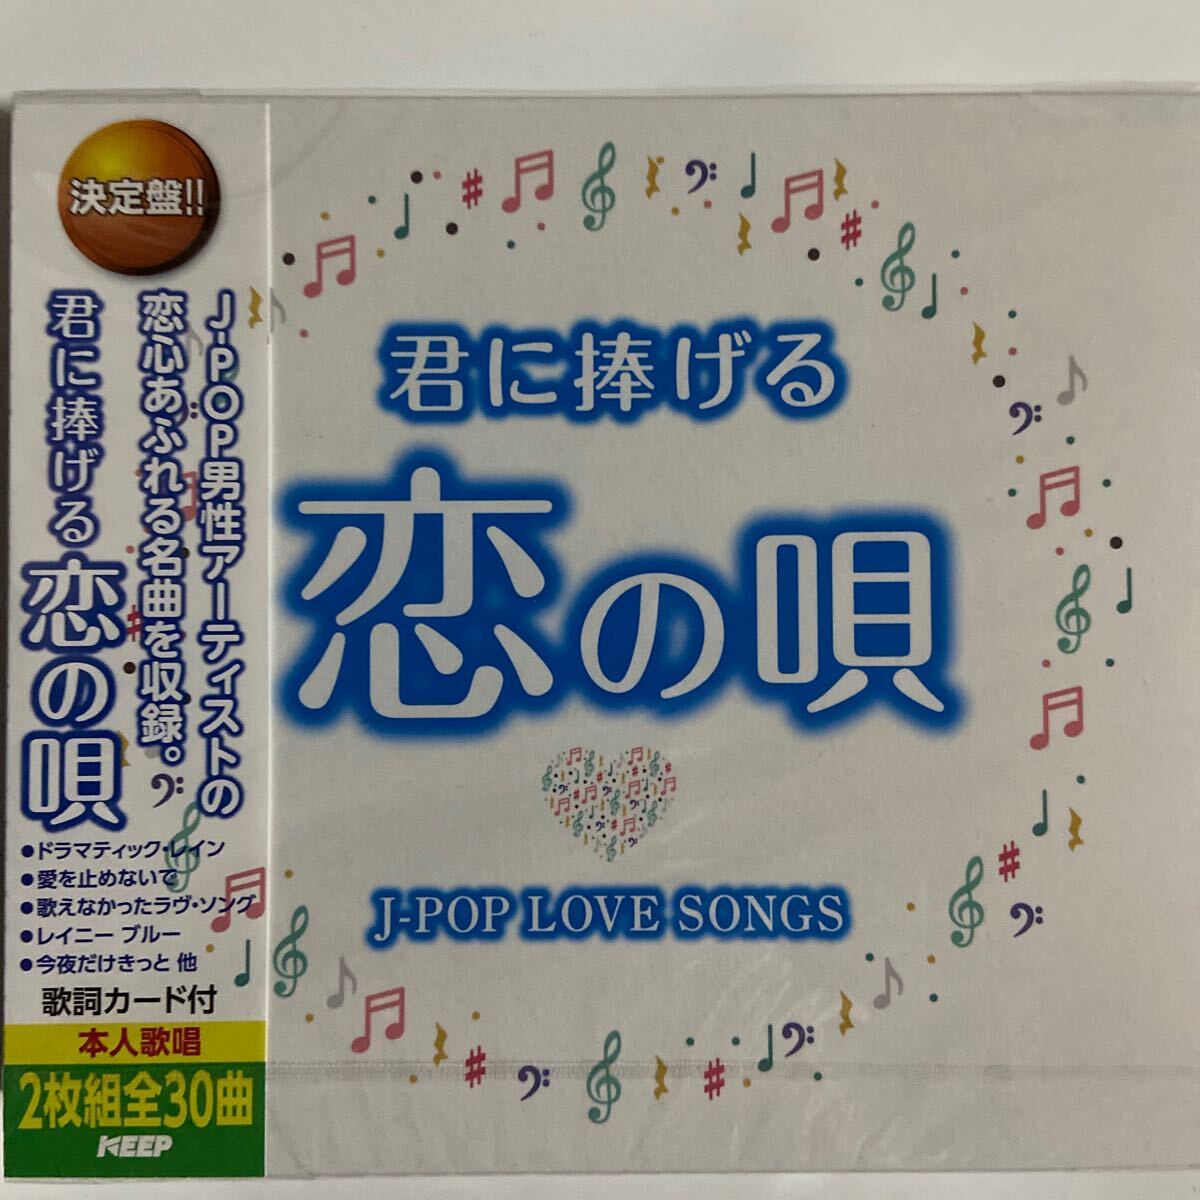 決定盤!!
J-POP男性アーティストの
恋心あふれる名曲を収録。
君に捧げる恋の唄
●ドラマティック・レイン
●愛を止めないで
●歌えなかったラヴ・ソング
●レイニー ブルー
●今夜だけきっと 他
歌詞カード付
本人歌唱
2枚組全30曲
KEEP
君に捧げる
恋の唄
J-POP LOVE SONGS